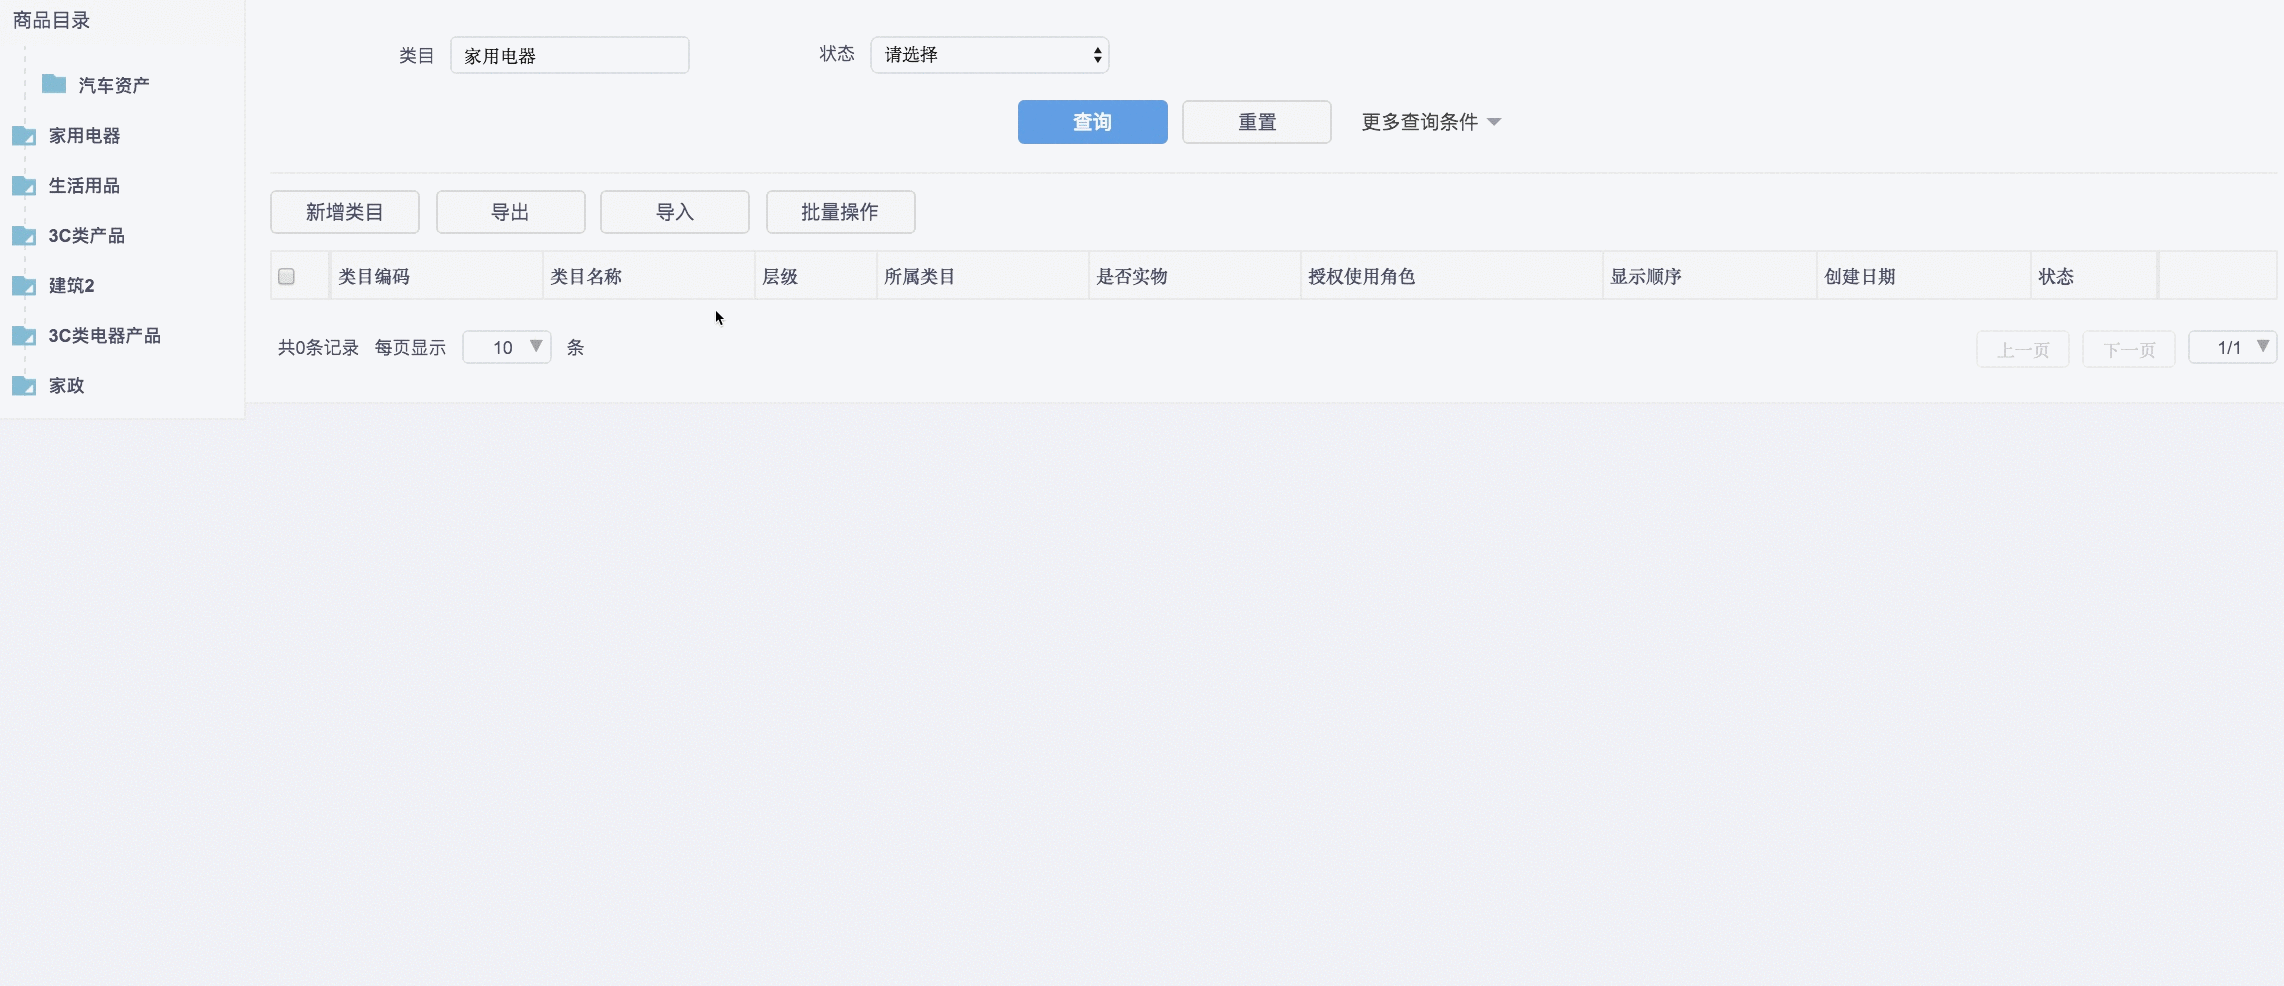 商品目录
汽车资产
家用电器
生活用品
3C类产品
建筑2
3C类电器产品
家政
类目 家用电器 状态 请选择
查询 重置 更多查询条件
新增类目 导出 导入 批量操作
类目编码 类目名称 层级 所属类目 是否实物 授权使用角色 显示顺序 创建日期 状态
共0条记录 每页显示 10 条 上一页 下一页 1/1